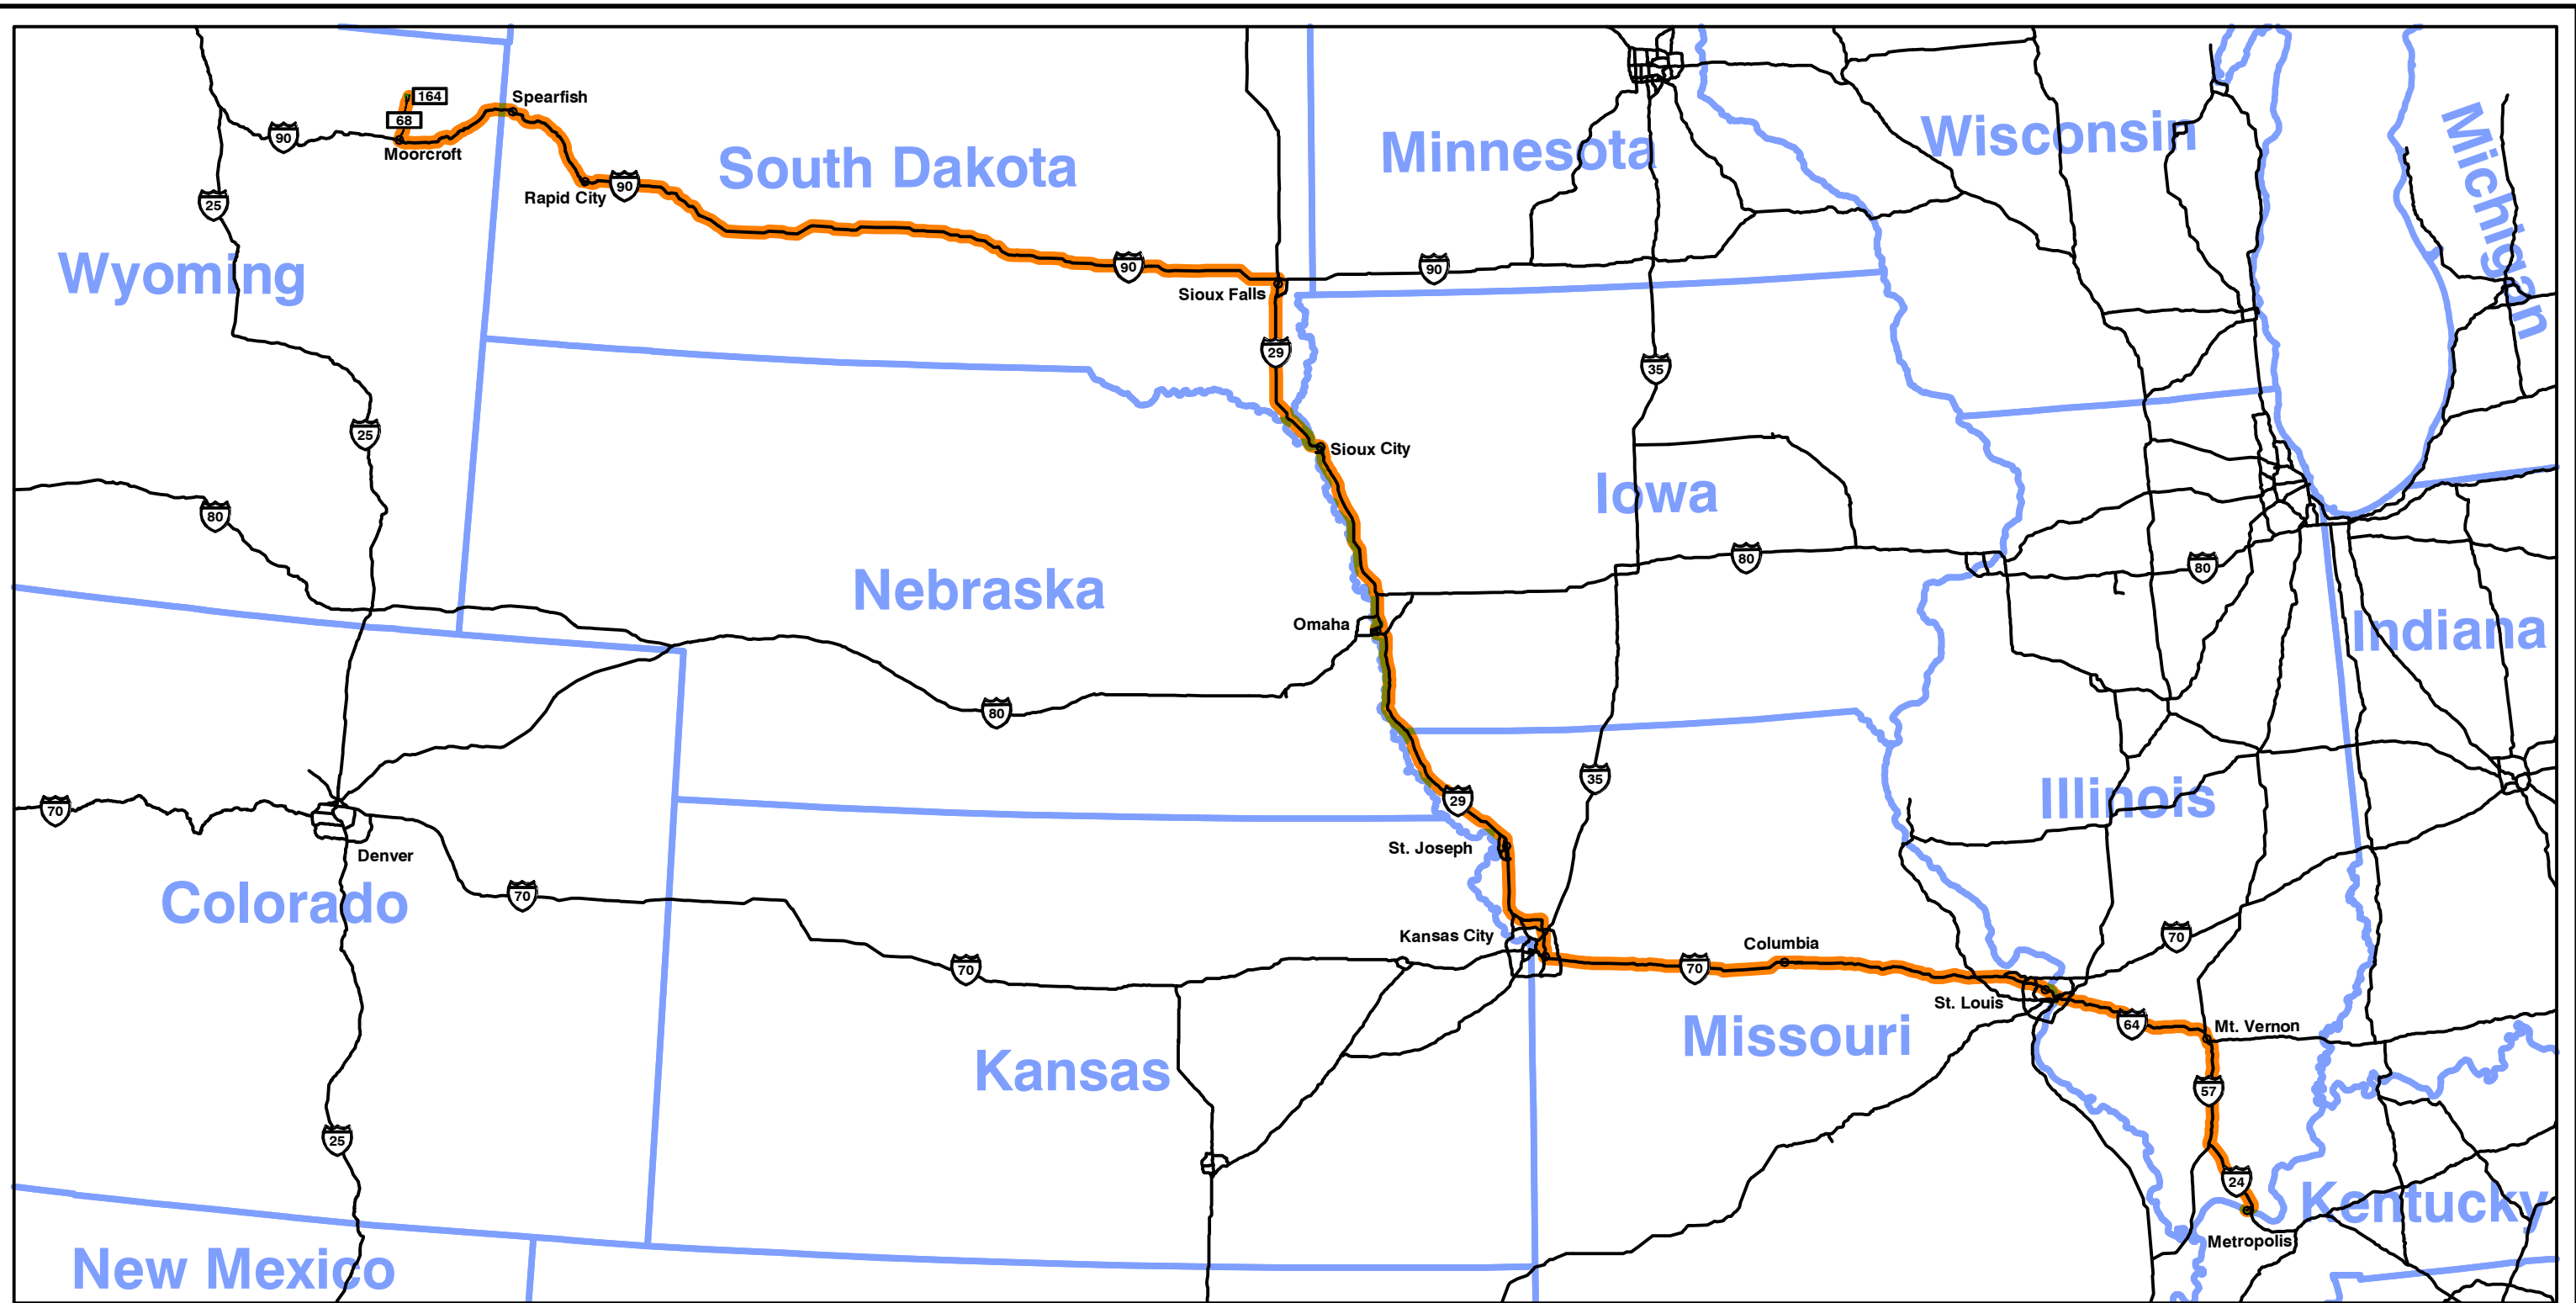 164
68
Spearfish
90
Moorcroft
Rapid City
90
25
South Dakota
Minnesota
Wisconsin
Michigan
Wyoming
90
90
Sioux Falls
29
35
25
Sioux City
Iowa
80
80
80
Nebraska
Omaha
Indiana
80
35
29
Illinois
70
St. Joseph
Denver
70
Colorado
Kansas City
Columbia
70
70
70
St. Louis
64
Mt. Vernon
Missouri
Kansas
57
25
24
Kentucky
Metropolis
New Mexico